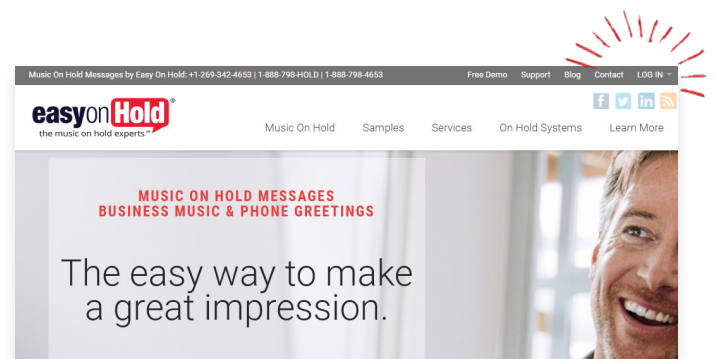 Music On Hold Messages by Easy On Hold: +1-269-342-4653 | 1-888-798-HOLD | 1-888-798-4653
Free Demo Support Blog Contact LOG IN
easyonHold®
the music on hold experts℠
Music On Hold Samples Services On Hold Systems Learn More
MUSIC ON HOLD MESSAGES
BUSINESS MUSIC & PHONE GREETINGS
The easy way to make
a great impression.